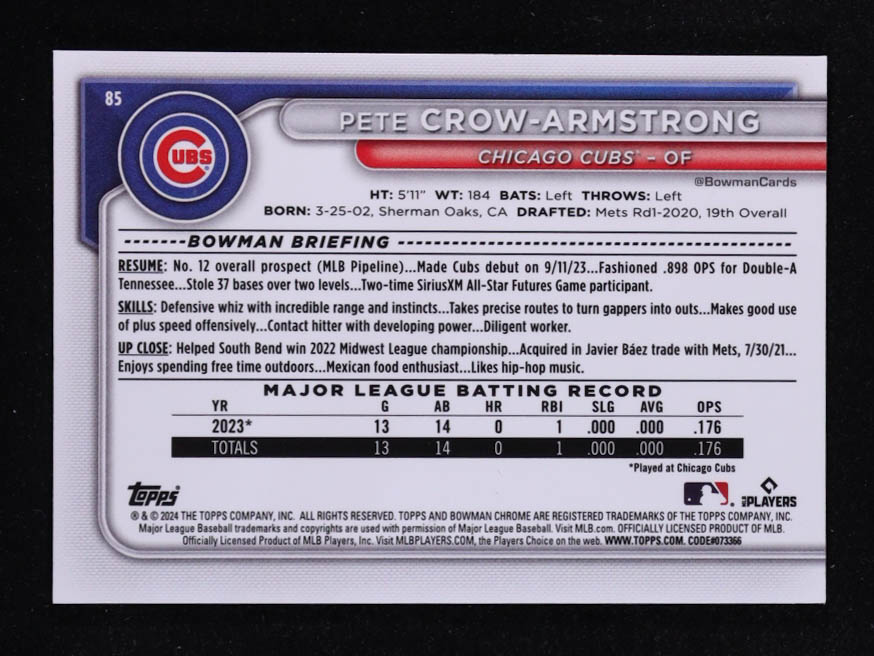 85
CUBS
PETE CROW-ARMSTRONG
CHICAGO CUBS™ – OF
@BowmanCards
HT: 5'11" WT: 184 BATS: Left THROWS: Left
BORN: 3-25-02, Sherman Oaks, CA DRAFTED: Mets Rd1-2020, 19th Overall
BOWMAN BRIEFING
RESUME: No. 12 overall prospect (MLB Pipeline)...Made Cubs debut on 9/11/23...Fashioned .898 OPS for Double-A
Tennessee...Stole 37 bases over two levels...Two-time SiriusXM All-Star Futures Game participant.
SKILLS: Defensive whiz with incredible range and instincts...Takes precise routes to turn gappers into outs...Makes good use
of plus speed offensively...Contact hitter with developing power...Diligent worker.
UP CLOSE: Helped South Bend win 2022 Midwest League championship...Acquired in Javier Báez trade with Mets, 7/30/21...
Enjoys spending free time outdoors...Mexican food enthusiast...Likes hip-hop music.
MAJOR LEAGUE BATTING RECORD
YR G AB HR RBI SLG AVG OPS
2023* 13 14 0 1 .000 .000 .176
TOTALS 13 14 0 1 .000 .000 .176
*Played at Chicago Cubs
Topps®
MLB PLAYERS
® & © 2024 THE TOPPS COMPANY, INC. ALL RIGHTS RESERVED. TOPPS AND BOWMAN CHROME ARE REGISTERED TRADEMARKS OF THE TOPPS COMPANY, INC.
Major League Baseball trademarks and copyrights are used with permission of Major League Baseball. Visit MLB.com. OFFICIALLY LICENSED PRODUCT OF MLB.
Officially Licensed Product of MLB Players, Inc. Visit MLBPLAYERS.COM, the Players Choice on the web. WWW.TOPPS.COM. CODE#073366